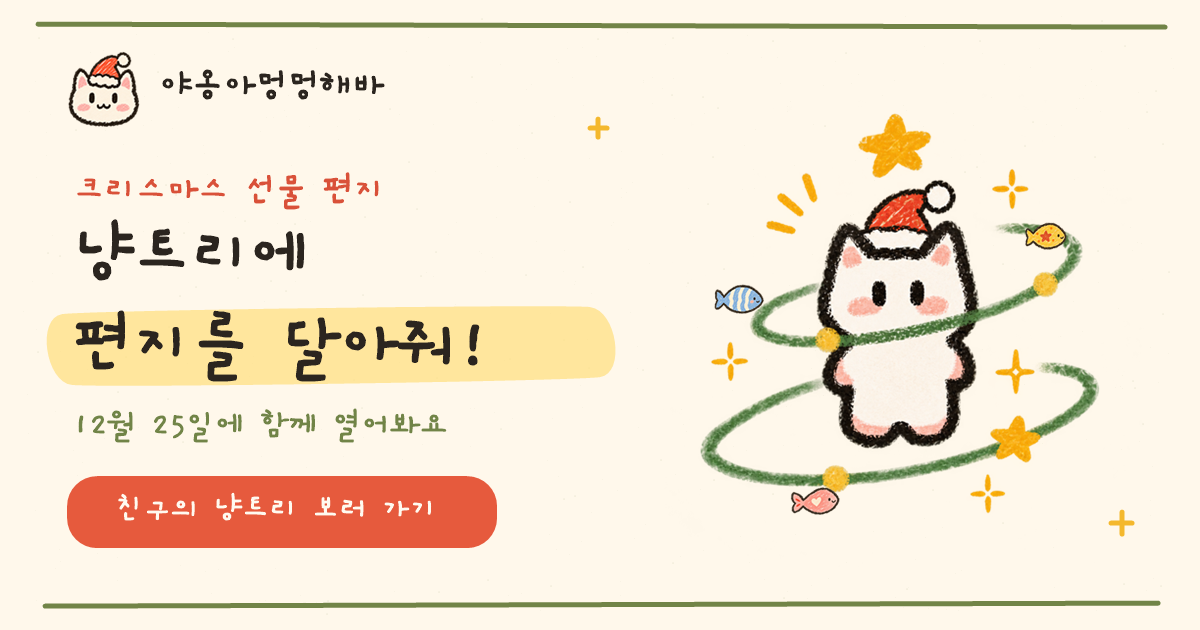 야옹아멍멍해바
크리스마스 선물 편지
냥트리에
편지를 달아줘!
12월 25일에 함께 열어봐요
친구의 냥트리 보러 가기